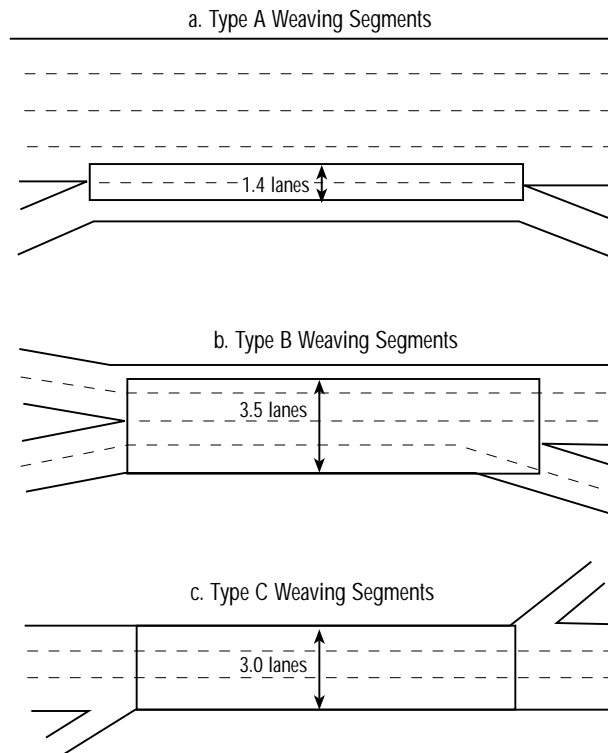 a. Type A Weaving Segments
1.4 lanes
b. Type B Weaving Segments
3.5 lanes
c. Type C Weaving Segments
3.0 lanes